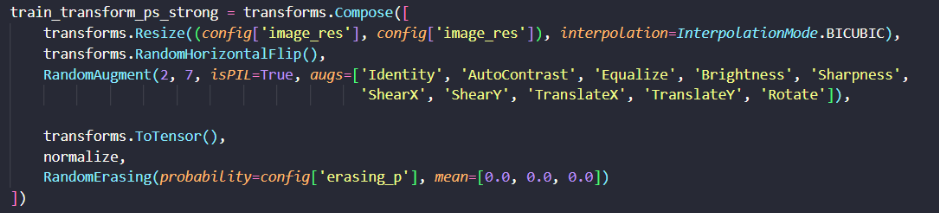 train_transform_ps_strong = transforms.Compose([
    transforms.Resize((config['image_res'], config['image_res']), interpolation=InterpolationMode.BICUBIC),
    transforms.RandomHorizontalFlip(),
    RandomAugment(2, 7, isPIL=True, augs=['Identity', 'AutoContrast', 'Equalize', 'Brightness', 'Sharpness',
                                          'ShearX', 'ShearY', 'TranslateX', 'TranslateY', 'Rotate']),
    transforms.ToTensor(),
    normalize,
    RandomErasing(probability=config['erasing_p'], mean=[0.0, 0.0, 0.0])
])